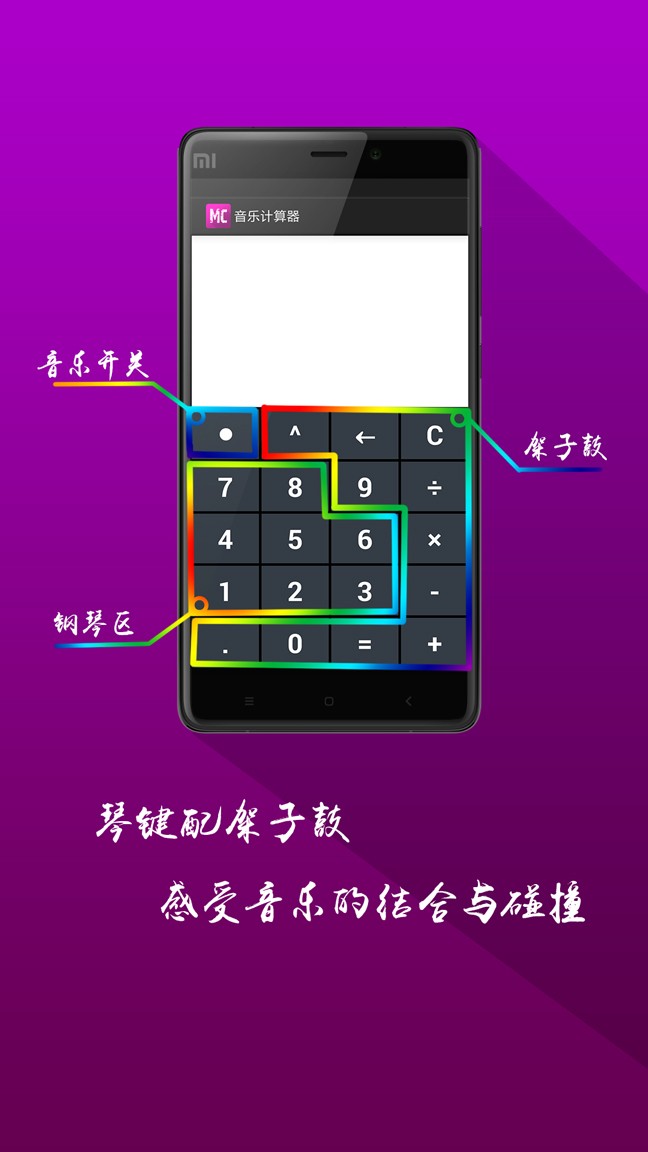 MI
MC 音乐计算器
音乐开关
架子鼓
● ^ ← C
7 8 9 ÷
4 5 6 ×
1 2 3 -
. 0 = +
钢琴区
琴键配架子鼓
感受音乐的结合与碰撞